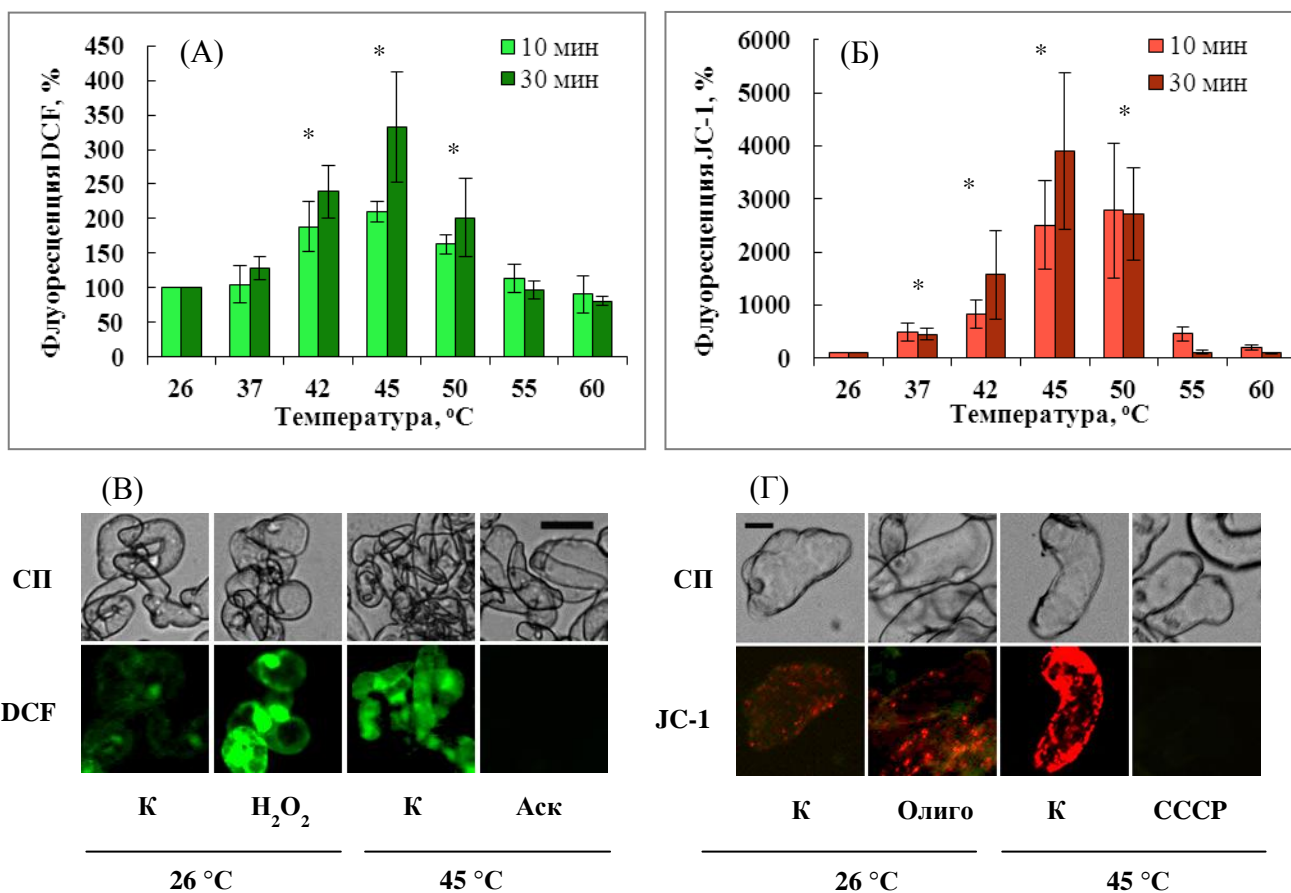 (А)
10 мин
30 мин
Флуоресценция DCF, %
450
400
350
300
250
200
150
100
50
0
*
*
*
26 37 42 45 50 55 60
Температура, °С
(Б)
10 мин
30 мин
Флуоресценция JC-1, %
6000
5000
4000
3000
2000
1000
0
*
*
*
*
26 37 42 45 50 55 60
Температура, °С
(В)
СП
DCF
К H₂O₂ К Аск
26 °C 45 °C
(Г)
СП
JC-1
К Олиго К CCCP
26 °C 45 °C